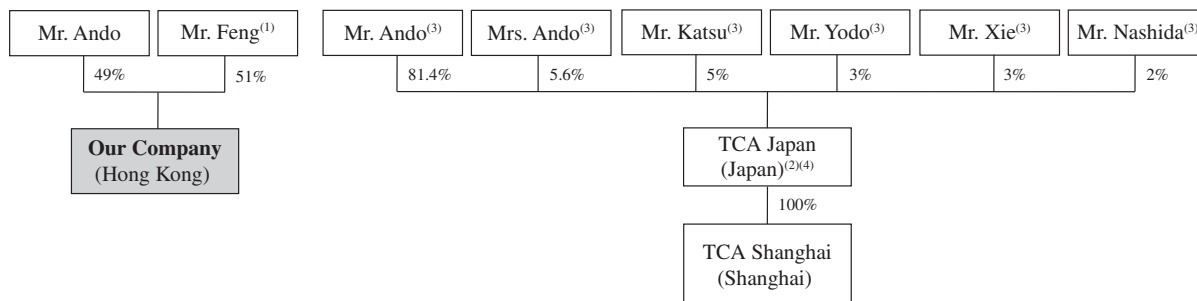 Mr. Ando
Mr. Feng(1)
Mr. Ando(3)
Mrs. Ando(3)
Mr. Katsu(3)
Mr. Yodo(3)
Mr. Xie(3)
Mr. Nashida(3)
49%
51%
81.4%
5.6%
5%
3%
3%
2%
Our Company
(Hong Kong)
TCA Japan
(Japan)(2)(4)
100%
TCA Shanghai
(Shanghai)